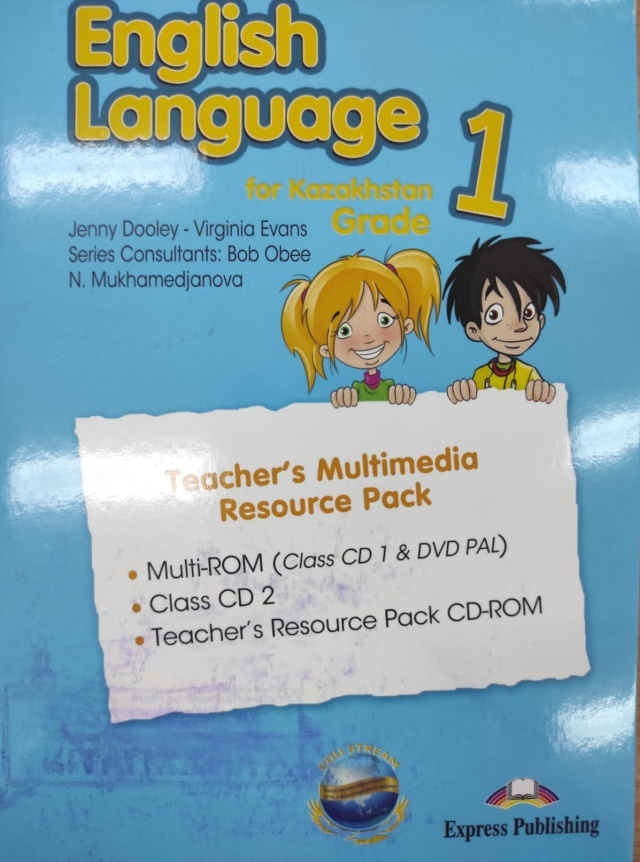 English
Language 1
for Kazakhstan
Grade
Jenny Dooley - Virginia Evans
Series Consultants: Bob Obee
N. Mukhamedjanova
Teacher's Multimedia
Resource Pack
• Multi-ROM (Class CD 1 & DVD PAL)
• Class CD 2
• Teacher's Resource Pack CD-ROM
Express Publishing